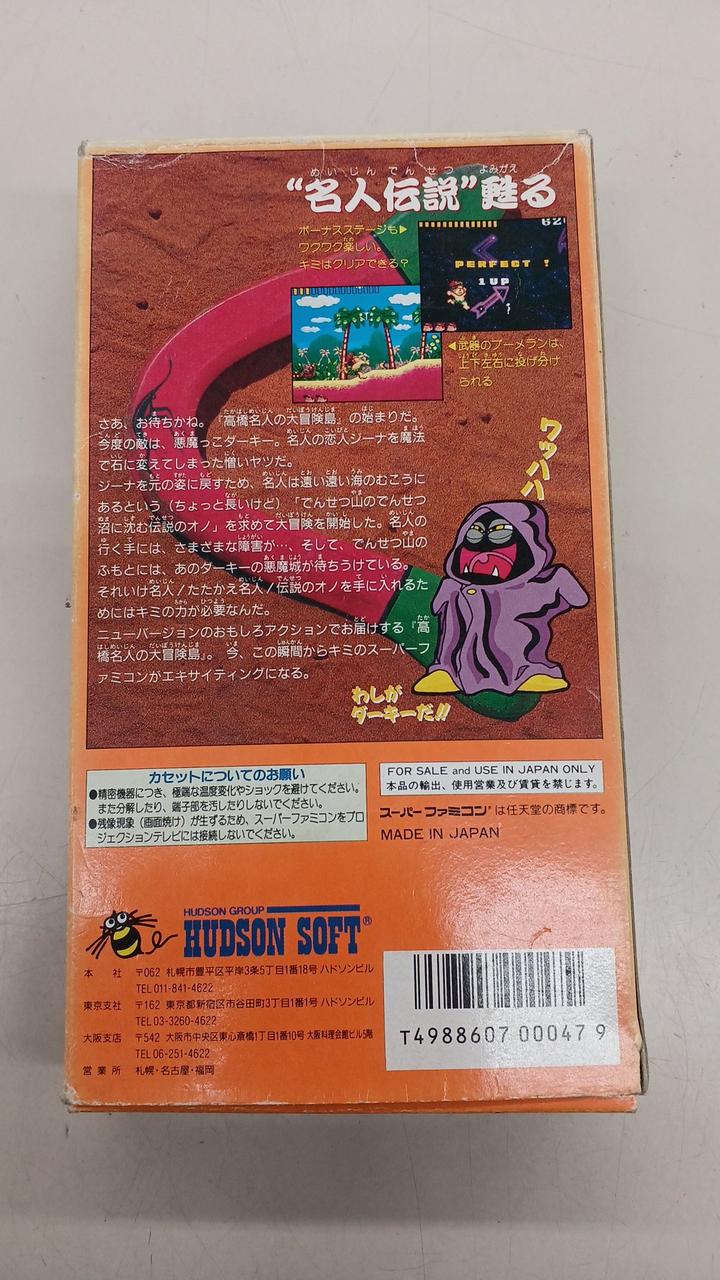 “名人伝説”甦る
めいじんでんせつ よみがえ
ボーナスステージも▶
ワクワク楽しい。
キミはクリアできる?
62
PERFECT !
1 UP
◀武器のブーメランは、
上下左右に投げ分け
られる
さあ、お待ちかね。『高橋名人の大冒険島』の始まりだ。
今度の敵は、悪魔っこダーキー。名人の恋人ジーナを魔法
で石に変えてしまった憎いヤツだ。
ジーナを元の姿に戻すため、名人は遠い遠い海のむこうに
あるという(ちょっと長いけど)「でんせつ山のでんせつ
沼に沈む伝説のオノ」を求めて大冒険を開始した。名人の
行く手には、さまざまな障害が…、そして、でんせつ山の
ふもとには、あのダーキーの悪魔城が待ちうけている。
それいけ名人!たたかえ名人!伝説のオノを手に入れるた
めにはキミの力が必要なんだ。
ニューバージョンのおもしろアクションでお届けする『高
橋名人の大冒険島』。今、この瞬間からキミのスーパーフ
ァミコンがエキサイティングになる。
ワッハハ
わしが
ダーキーだ!!
カセットについてのお願い
●精密機器につき、極端な温度変化やショックを避けてください。
また分解したり、端子部を汚したりしないでください。
●残像現象(画面焼け)が生ずるため、スーパーファミコンをプロ
ジェクションテレビには接続しないでください。
FOR SALE and USE IN JAPAN ONLY
本品の輸出、使用営業及び賃貸を禁じます。
スーパーファミコン®は任天堂の商標です。
MADE IN JAPAN
HUDSON GROUP
HUDSON SOFT®
本社 〒062 札幌市豊平区平岸3条5丁目1番18号 ハドソンビル
TEL 011-841-4622
東京支社 〒162 東京都新宿区市谷田町3丁目1番1号 ハドソンビル
TEL 03-3260-4622
大阪支店 〒542 大阪市中央区東心斎橋1丁目1番10号 大阪料理会館ビル5階
TEL 06-251-4622
営業所 札幌・名古屋・福岡
T4988607 00047 9